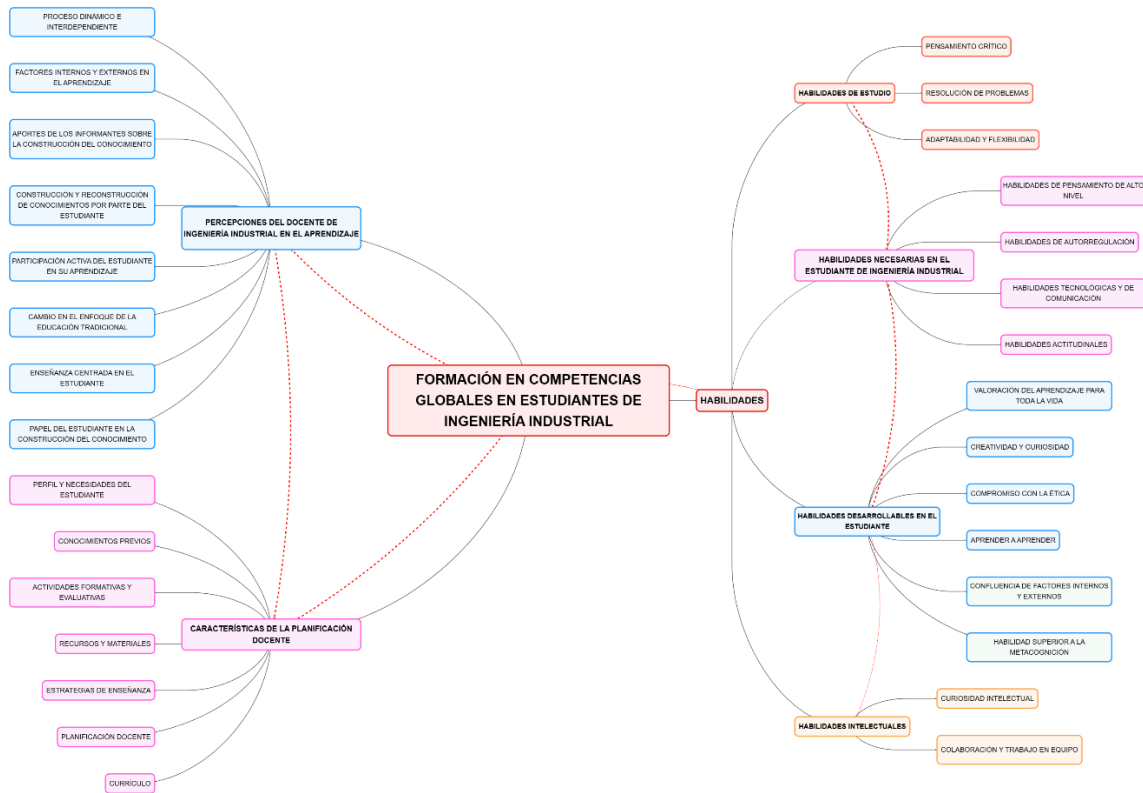 PROCESO DINÁMICO E
INTERDEPENDIENTE
FACTORES INTERNOS Y EXTERNOS EN
EL APRENDIZAJE
APORTES DE LOS INFORMANTES SOBRE
LA CONSTRUCCIÓN DEL CONOCIMIENTO
CONSTRUCCIÓN Y RECONSTRUCCIÓN
DE CONOCIMIENTOS POR PARTE DEL
ESTUDIANTE
PARTICIPACIÓN ACTIVA DEL ESTUDIANTE
EN SU APRENDIZAJE
CAMBIO EN EL ENFOQUE DE LA
EDUCACIÓN TRADICIONAL
ENSEÑANZA CENTRADA EN EL
ESTUDIANTE
PAPEL DEL ESTUDIANTE EN LA
CONSTRUCCIÓN DEL CONOCIMIENTO
PERCEPCIONES DEL DOCENTE DE
INGENIERÍA INDUSTRIAL EN EL APRENDIZAJE
PERFIL Y NECESIDADES DEL
ESTUDIANTE
CONOCIMIENTOS PREVIOS
ACTIVIDADES FORMATIVAS Y
EVALUATIVAS
RECURSOS Y MATERIALES
ESTRATEGIAS DE ENSEÑANZA
PLANIFICACIÓN DOCENTE
CURRÍCULO
CARACTERÍSTICAS DE LA PLANIFICACIÓN
DOCENTE
FORMACIÓN EN COMPETENCIAS
GLOBALES EN ESTUDIANTES DE
INGENIERÍA INDUSTRIAL
HABILIDADES
HABILIDADES DE ESTUDIO
PENSAMIENTO CRÍTICO
RESOLUCIÓN DE PROBLEMAS
ADAPTABILIDAD Y FLEXIBILIDAD
HABILIDADES NECESARIAS EN EL
ESTUDIANTE DE INGENIERÍA INDUSTRIAL
HABILIDADES DE PENSAMIENTO DE ALTO
NIVEL
HABILIDADES DE AUTORREGULACIÓN
HABILIDADES TECNOLÓGICAS Y DE
COMUNICACIÓN
HABILIDADES ACTITUDINALES
HABILIDADES DESARROLLABLES EN EL
ESTUDIANTE
VALORACIÓN DEL APRENDIZAJE PARA
TODA LA VIDA
CREATIVIDAD Y CURIOSIDAD
COMPROMISO CON LA ÉTICA
APRENDER A APRENDER
CONFLUENCIA DE FACTORES INTERNOS
Y EXTERNOS
HABILIDAD SUPERIOR A LA
METACOGNICIÓN
HABILIDADES INTELECTUALES
CURIOSIDAD INTELECTUAL
COLABORACIÓN Y TRABAJO EN EQUIPO